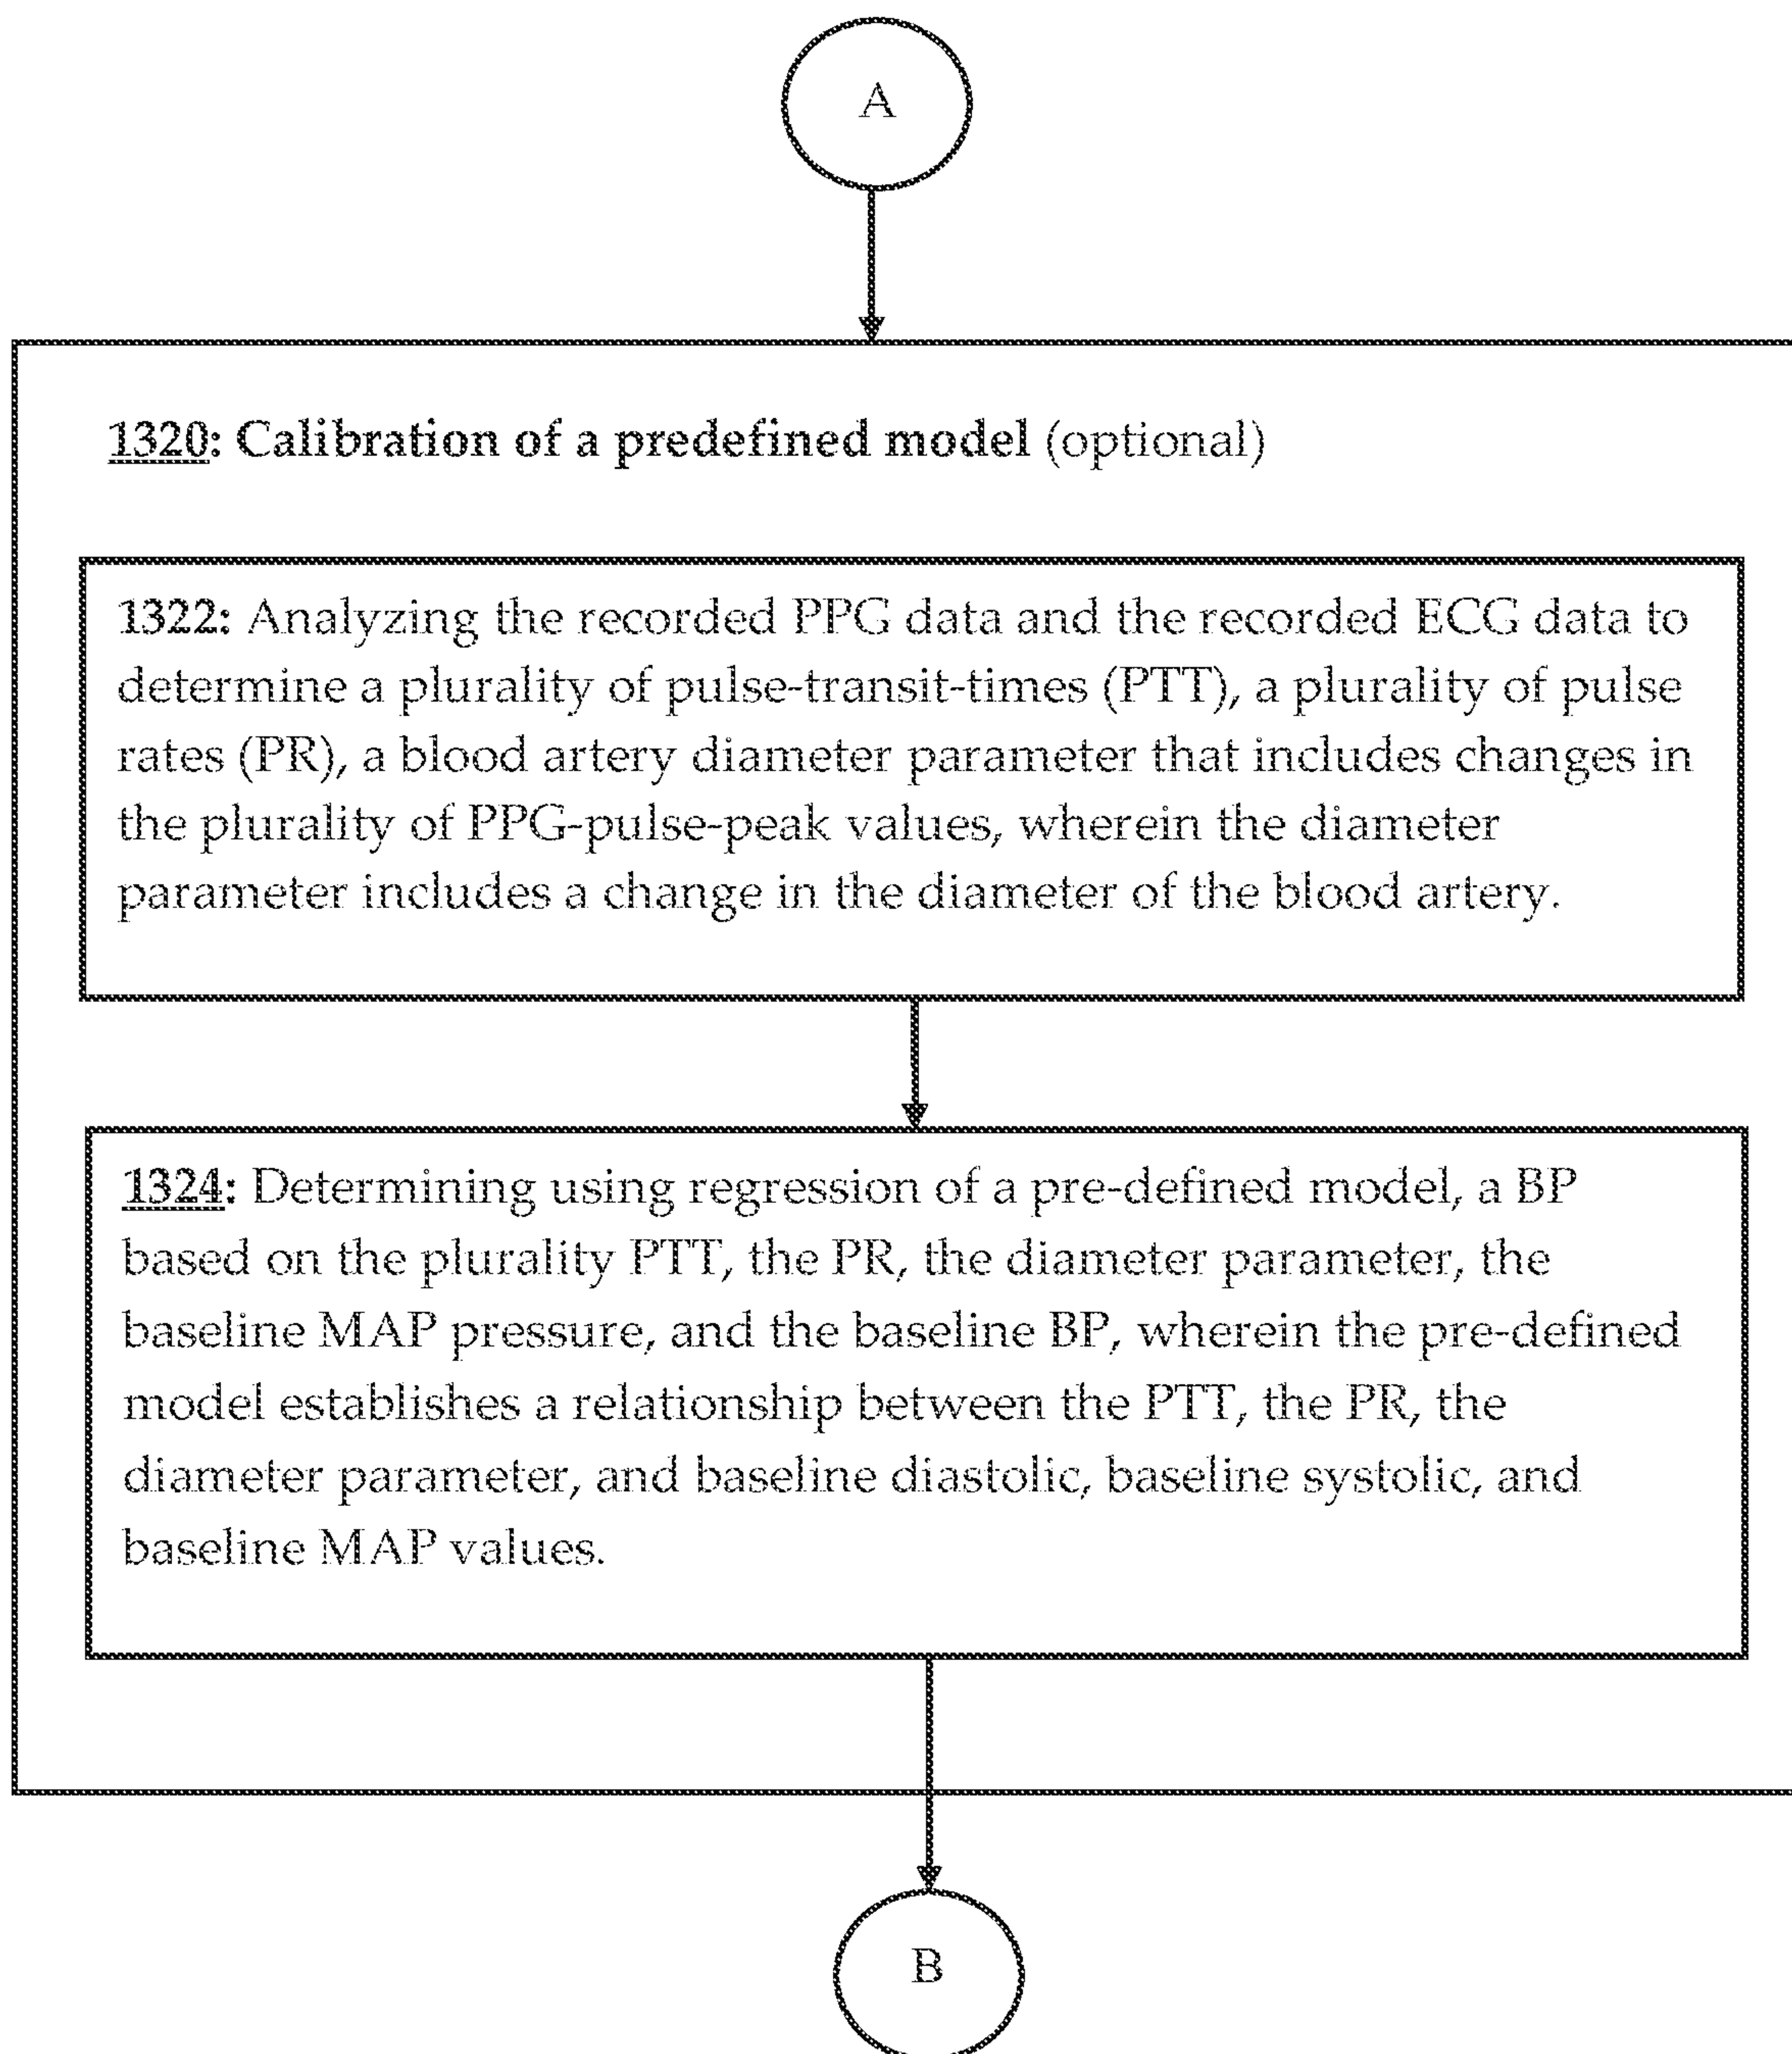 A
1320: Calibration of a predefined model (optional)
1322: Analyzing the recorded PPG data and the recorded ECG data to
determine a plurality of pulse-transit-times (PTT), a plurality of pulse
rates (PR), a blood artery diameter parameter that includes changes in
the plurality of PPG-pulse-peak values, wherein the diameter
parameter includes a change in the diameter of the blood artery.
1324: Determining using regression of a pre-defined model, a BP
based on the plurality PTT, the PR, the diameter parameter, the
baseline MAP pressure, and the baseline BP, wherein the pre-defined
model establishes a relationship between the PTT, the PR, the
diameter parameter, and baseline diastolic, baseline systolic, and
baseline MAP values.
B